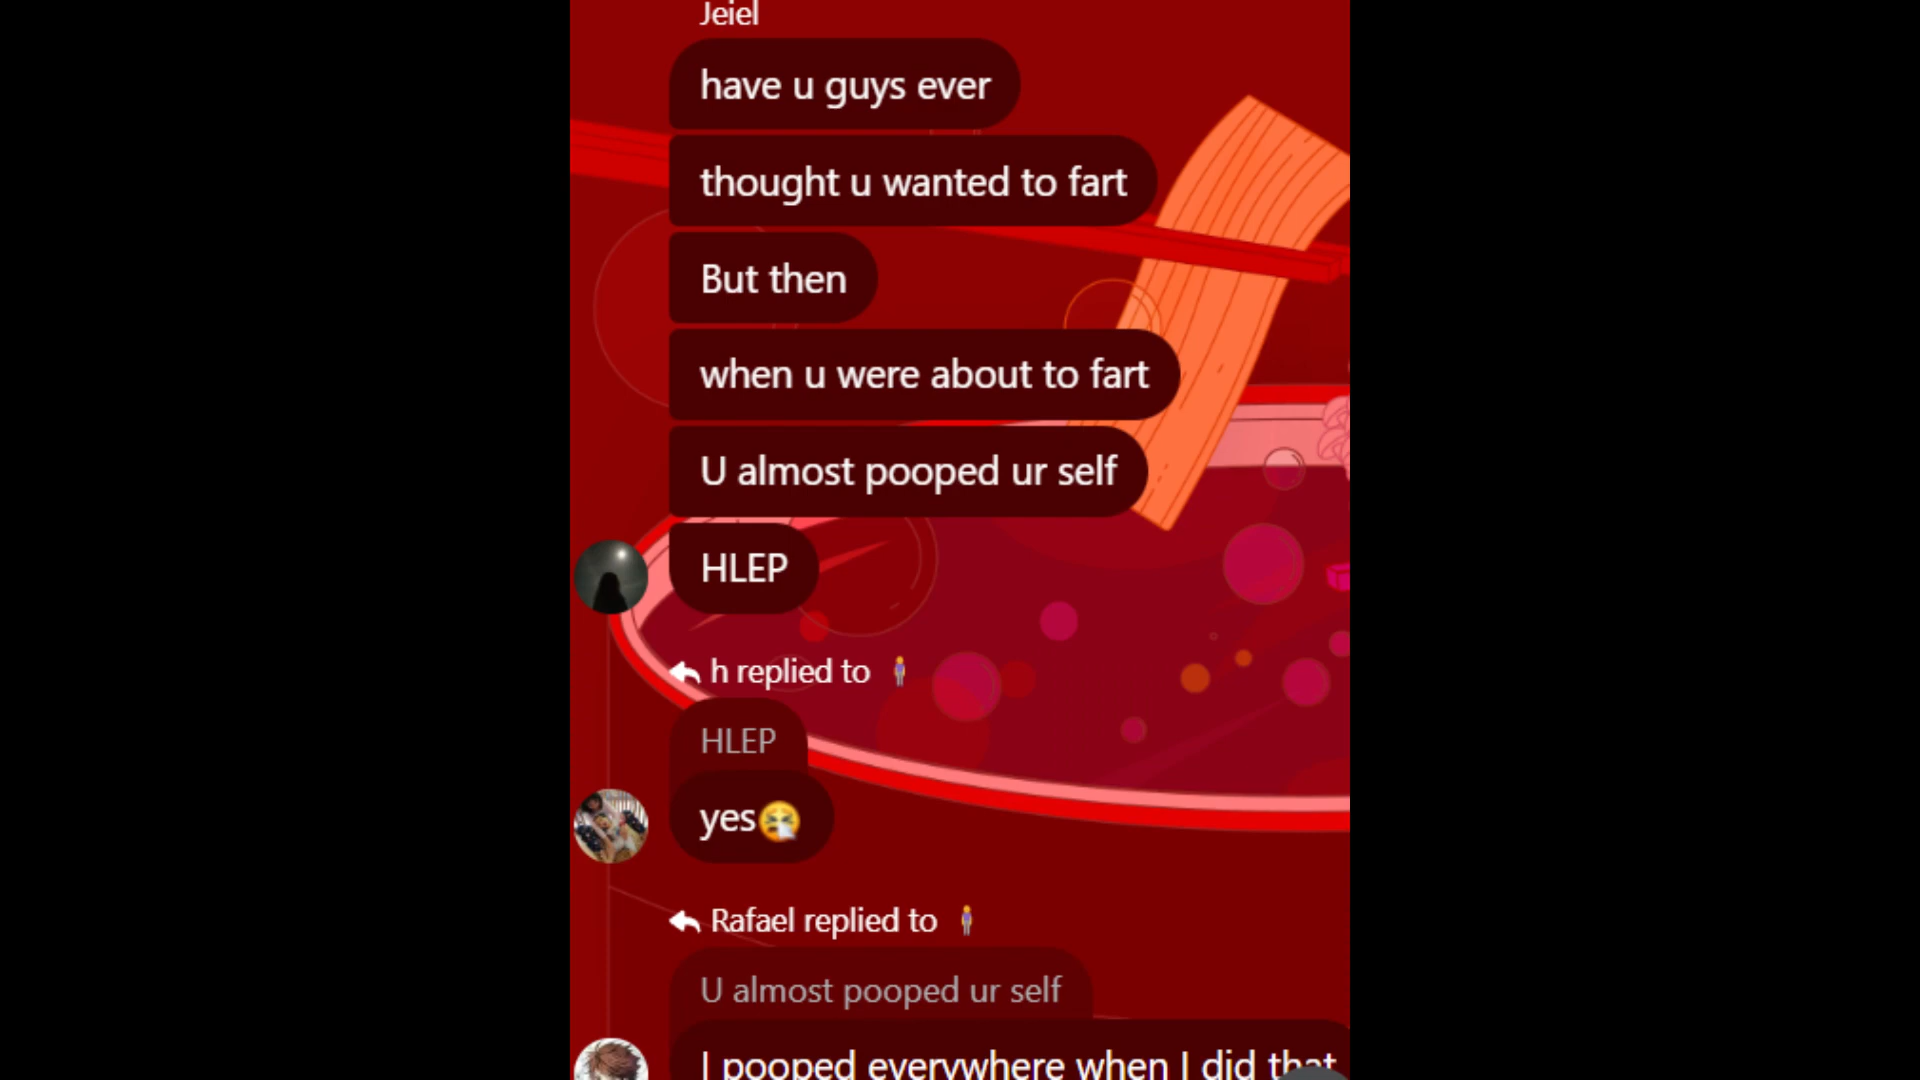 Jeiel
have u guys ever
thought u wanted to fart
But then
when u were about to fart
U almost pooped ur self
HLEP
h replied to 🧍
HLEP
yes🤧
Rafael replied to 🧍
U almost pooped ur self
I pooped everywhere when I did that